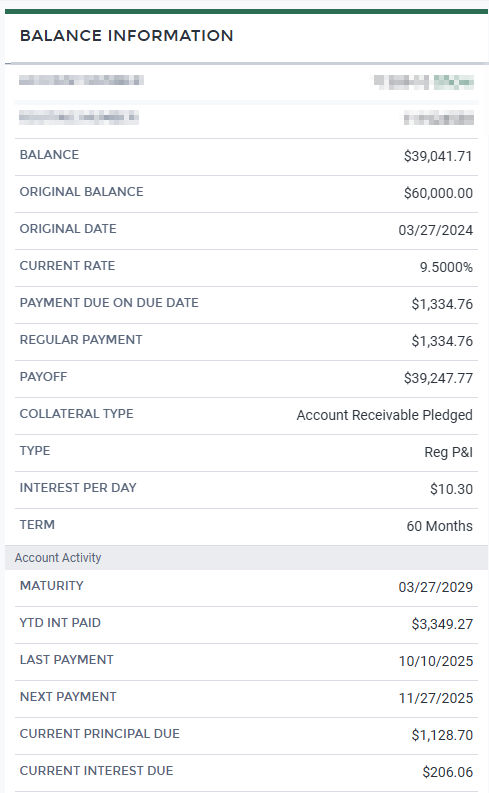 BALANCE INFORMATION
BALANCE $39,041.71
ORIGINAL BALANCE $60,000.00
ORIGINAL DATE 03/27/2024
CURRENT RATE 9.5000%
PAYMENT DUE ON DUE DATE $1,334.76
REGULAR PAYMENT $1,334.76
PAYOFF $39,247.77
COLLATERAL TYPE Account Receivable Pledged
TYPE Reg P&I
INTEREST PER DAY $10.30
TERM 60 Months
Account Activity
MATURITY 03/27/2029
YTD INT PAID $3,349.27
LAST PAYMENT 10/10/2025
NEXT PAYMENT 11/27/2025
CURRENT PRINCIPAL DUE $1,128.70
CURRENT INTEREST DUE $206.06